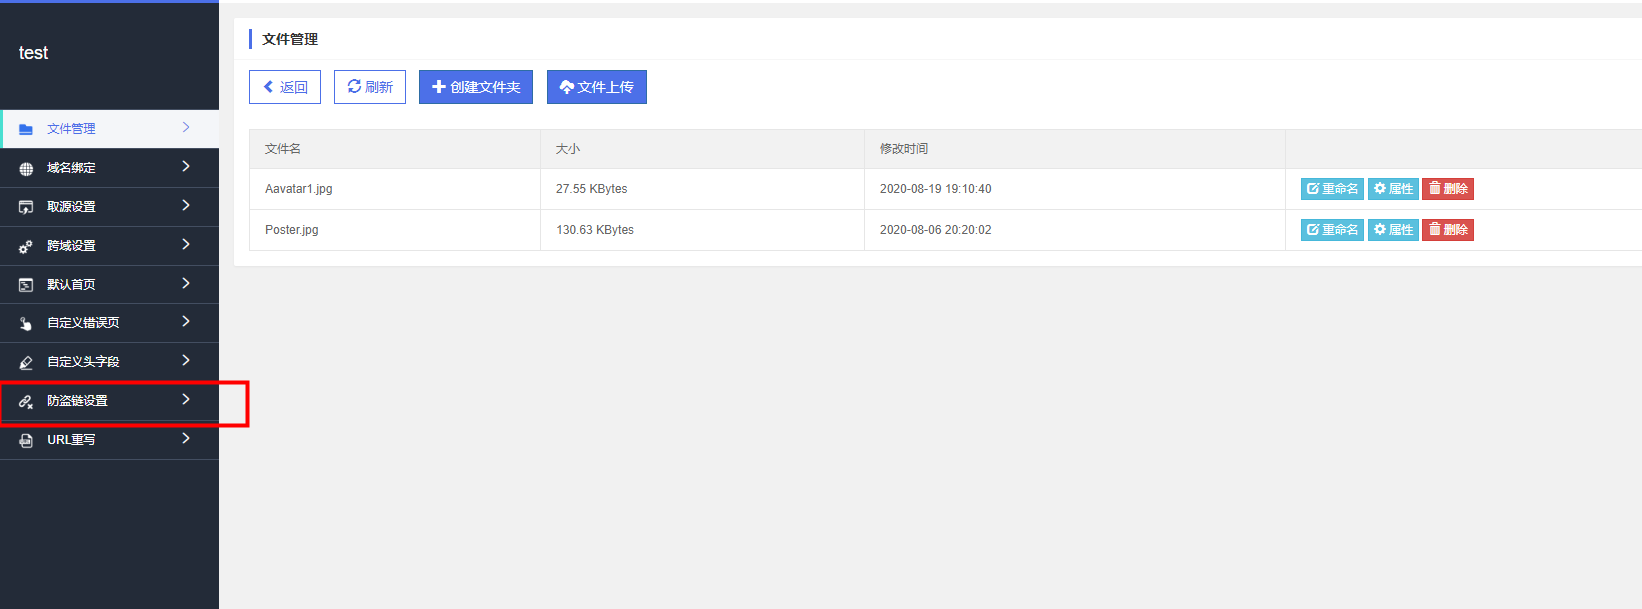 test
文件管理
域名绑定
取源设置
跨域设置
默认首页
自定义错误页
自定义头字段
防盗链设置
URL重写
文件管理
返回 刷新 创建文件夹 文件上传
文件名 大小 修改时间
Aavatar1.jpg 27.55 KBytes 2020-08-19 19:10:40 重命名 属性 删除
Poster.jpg 130.63 KBytes 2020-08-06 20:20:02 重命名 属性 删除